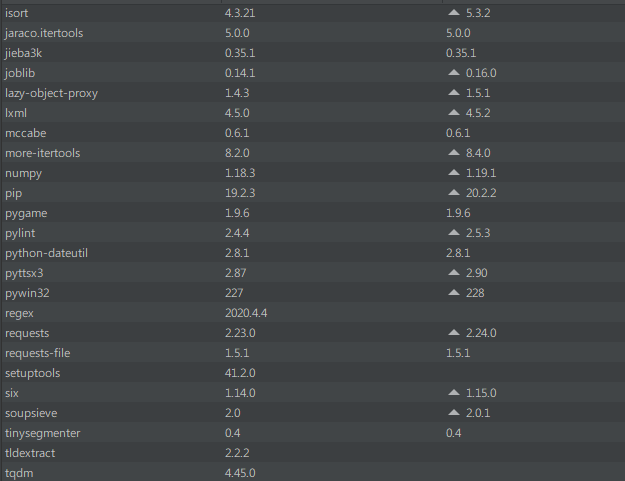 isort 4.3.21 ▲ 5.3.2
jaraco.itertools 5.0.0 5.0.0
jieba3k 0.35.1 0.35.1
joblib 0.14.1 ▲ 0.16.0
lazy-object-proxy 1.4.3 ▲ 1.5.1
lxml 4.5.0 ▲ 4.5.2
mccabe 0.6.1 0.6.1
more-itertools 8.2.0 ▲ 8.4.0
numpy 1.18.3 ▲ 1.19.1
pip 19.2.3 ▲ 20.2.2
pygame 1.9.6 1.9.6
pylint 2.4.4 ▲ 2.5.3
python-dateutil 2.8.1 2.8.1
pyttsx3 2.87 ▲ 2.90
pywin32 227 ▲ 228
regex 2020.4.4
requests 2.23.0 ▲ 2.24.0
requests-file 1.5.1 1.5.1
setuptools 41.2.0
six 1.14.0 ▲ 1.15.0
soupsieve 2.0 ▲ 2.0.1
tinysegmenter 0.4 0.4
tldextract 2.2.2
tqdm 4.45.0